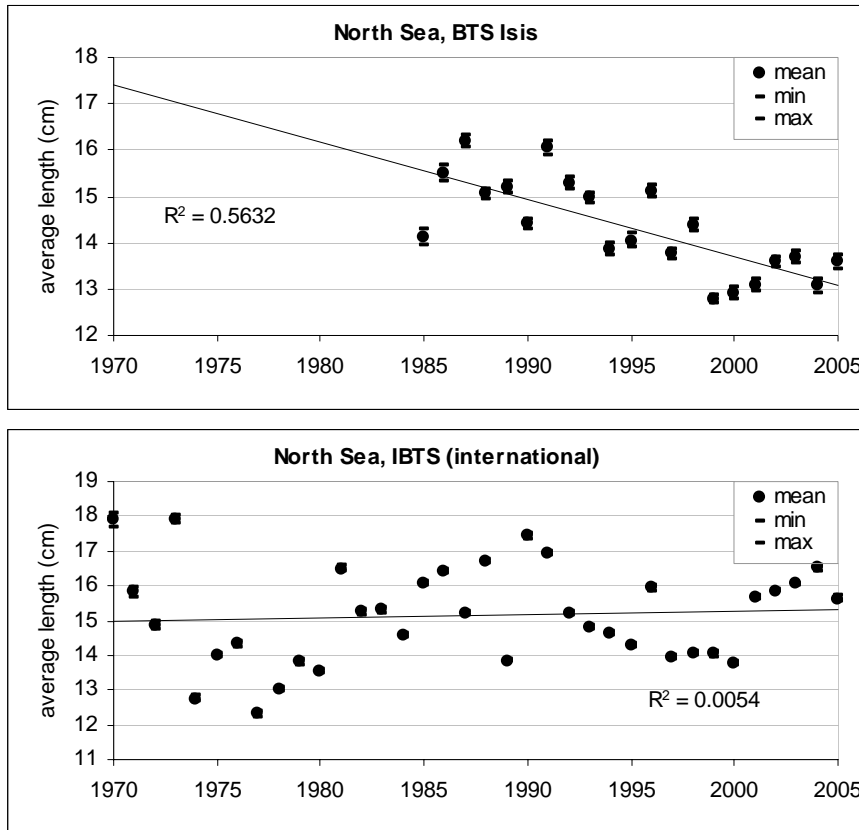 North Sea, BTS Isis
18
17
16
15
14
13
12
average length (cm)
mean
min
max
R² = 0.5632
1970 1975 1980 1985 1990 1995 2000 2005
North Sea, IBTS (international)
19
18
17
16
15
14
13
12
11
average length (cm)
mean
min
max
R² = 0.0054
1970 1975 1980 1985 1990 1995 2000 2005